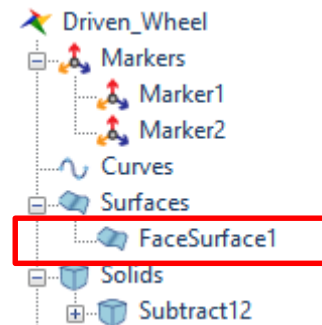 Driven_Wheel
Markers
Marker1
Marker2
Curves
Surfaces
FaceSurface1
Solids
Subtract12